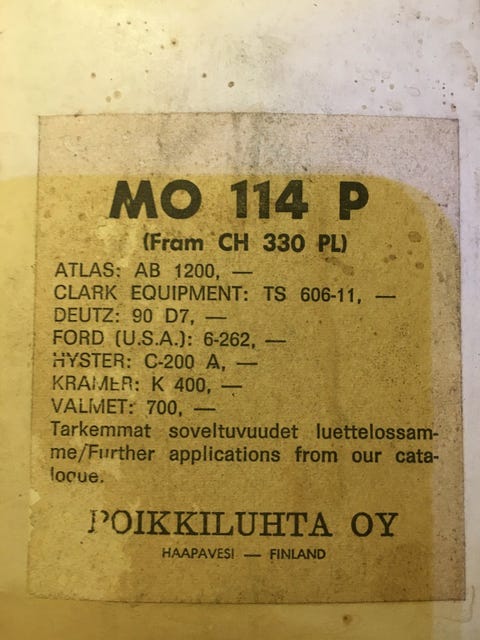 MO 114 P
(Fram CH 330 PL)
ATLAS: AB 1200, —
CLARK EQUIPMENT: TS 606-11, —
DEUTZ: 90 D7, —
FORD (U.S.A.): 6-262, —
HYSTER: C-200 A, —
KRAMER: K 400, —
VALMET: 700, —
Tarkemmat soveltuvuudet luettelossam-
me/Further applications from our cata-
logue.
POIKKILUHTA OY
HAAPAVESI — FINLAND